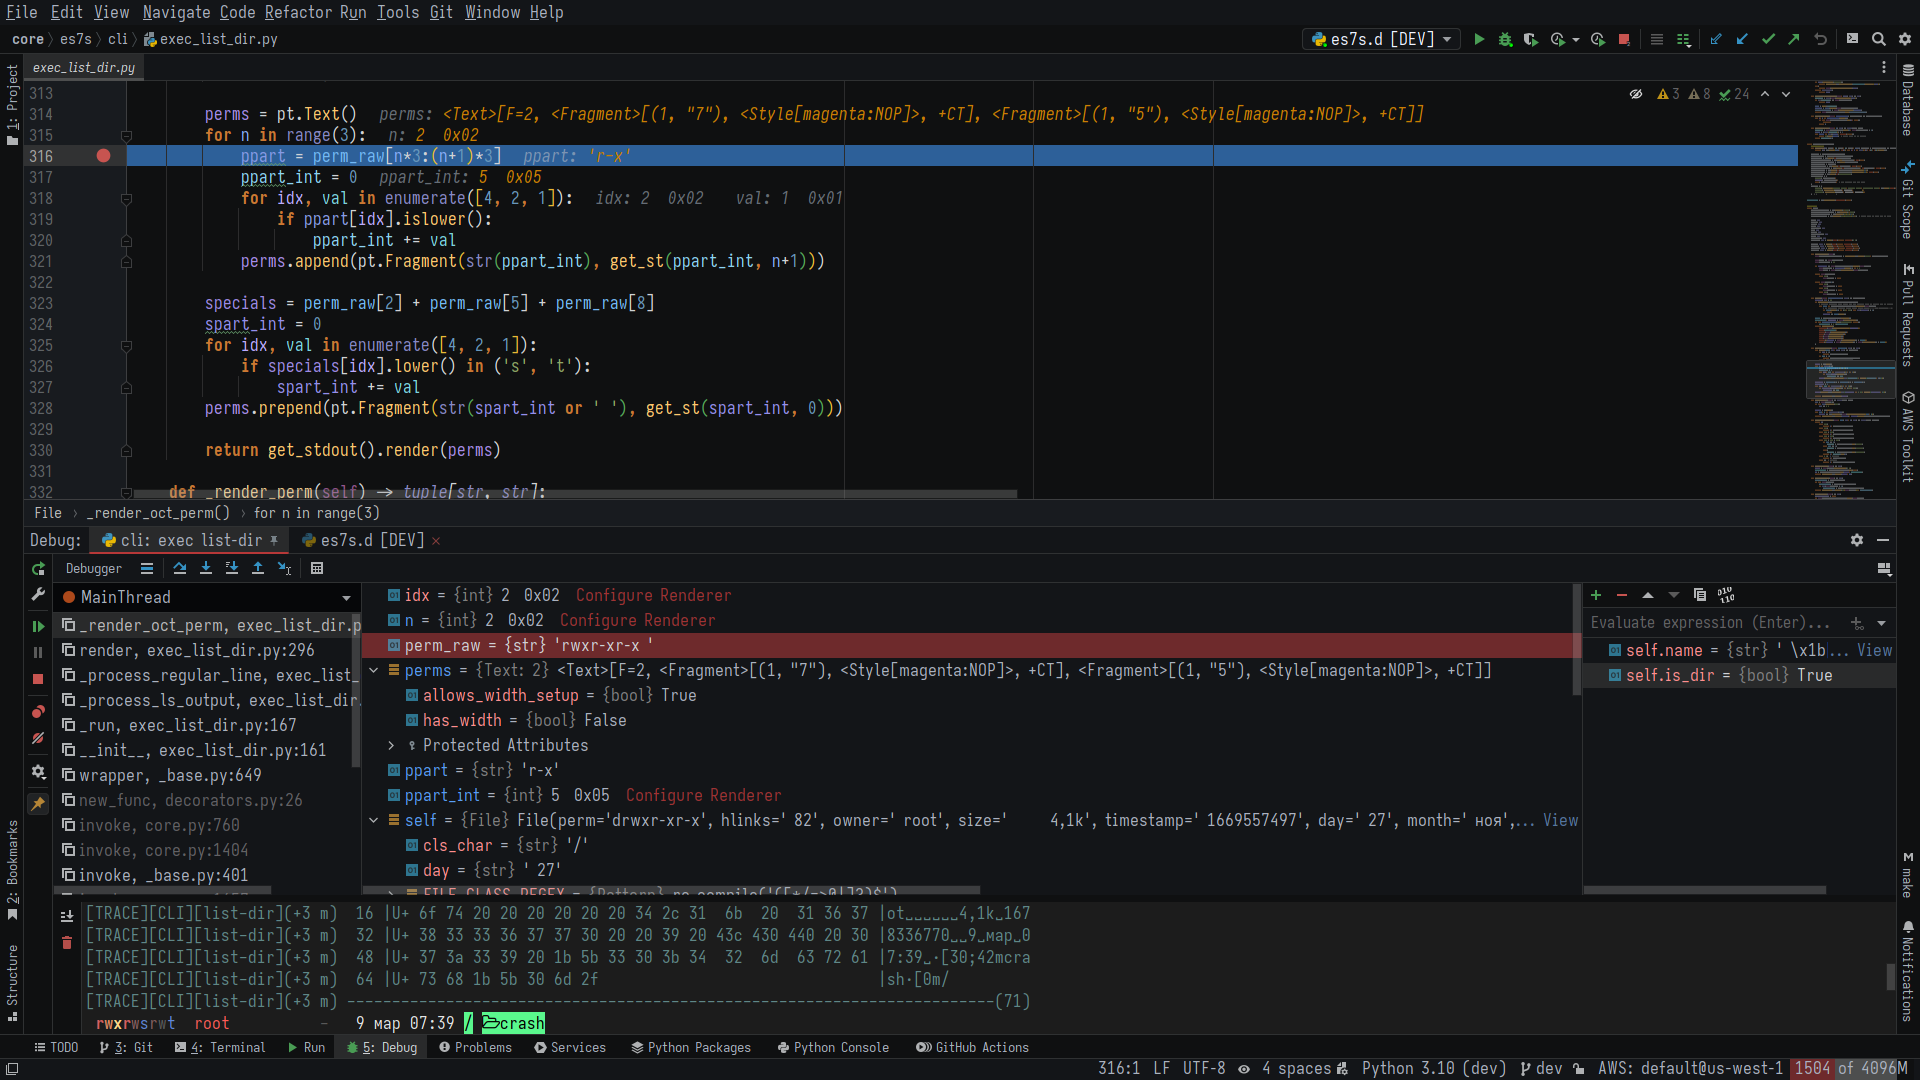 File Edit View Navigate Code Refactor Run Tools Git Window Help
core es7s cli exec_list_dir.py
es7s.d [DEV]
exec_list_dir.py
3 8 24
313
314 perms = pt.Text() perms: <Text>[F=2, <Fragment>[(1, "7"), <Style[magenta:NOP]>, +CT], <Fragment>[(1, "5"), <Style[magenta:NOP]>, +CT]]
315 for n in range(3): n: 2 0x02
316 ppart = perm_raw[n*3:(n+1)*3] ppart: 'r-x'
317 ppart_int = 0 ppart_int: 5 0x05
318 for idx, val in enumerate([4, 2, 1]): idx: 2 0x02 val: 1 0x01
319 if ppart[idx].islower():
320 ppart_int += val
321 perms.append(pt.Fragment(str(ppart_int), get_st(ppart_int, n+1)))
322
323 specials = perm_raw[2] + perm_raw[5] + perm_raw[8]
324 spart_int = 0
325 for idx, val in enumerate([4, 2, 1]):
326 if specials[idx].lower() in ('s', 't'):
327 spart_int += val
328 perms.prepend(pt.Fragment(str(spart_int or ' '), get_st(spart_int, 0)))
329
330 return get_stdout().render(perms)
331
332 def _render_perm(self) -> tuple[str, str]:
1: Project
2: Bookmarks
Structure
Database
Git Scope
Pull Requests
AWS Toolkit
make
Notifications
File › _render_oct_perm() › for n in range(3)
Debug: cli: exec list-dir es7s.d [DEV] ×
Debugger
MainThread
_render_oct_perm, exec_list_dir.p
render, exec_list_dir.py:296
_process_regular_line, exec_list_
_process_ls_output, exec_list_dir.
_run, exec_list_dir.py:167
__init__, exec_list_dir.py:161
wrapper, _base.py:649
new_func, decorators.py:26
invoke, core.py:760
invoke, core.py:1404
invoke, _base.py:401
idx = {int} 2 0x02 Configure Renderer
n = {int} 2 0x02 Configure Renderer
perm_raw = {str} 'rwxr-xr-x '
perms = {Text: 2} <Text>[F=2, <Fragment>[(1, "7"), <Style[magenta:NOP]>, +CT], <Fragment>[(1, "5"), <Style[magenta:NOP]>, +CT]]
allows_width_setup = {bool} True
has_width = {bool} False
Protected Attributes
ppart = {str} 'r-x'
ppart_int = {int} 5 0x05 Configure Renderer
self = {File} File(perm='drwxr-xr-x', hlinks=' 82', owner=' root', size='     4,1k', timestamp=' 1669557497', day=' 27', month=' ноя',... View
cls_char = {str} '/'
day = {str} ' 27'
Evaluate expression (Enter)...
self.name = {str} ' \x1b... View
self.is_dir = {bool} True
[TRACE][CLI][list-dir](+3 m) 16 |U+ 6f 74 20 20 20 20 20 20 34 2c 31 6b 20 31 36 37 |ot␣␣␣␣␣␣4,1k␣167
[TRACE][CLI][list-dir](+3 m) 32 |U+ 38 33 33 36 37 37 30 20 20 39 20 43c 430 440 20 30 |8336770␣␣9␣мар␣0
[TRACE][CLI][list-dir](+3 m) 48 |U+ 37 3a 33 39 20 1b 5b 33 30 3b 34 32 6d 63 72 61 |7:39␣·[30;42mcra
[TRACE][CLI][list-dir](+3 m) 64 |U+ 73 68 1b 5b 30 6d 2f |sh·[0m/
[TRACE][CLI][list-dir](+3 m) ------------------------------------------------------------------------(71)
rwxrwsrwt root - 9 мар 07:39 / crash
TODO 3: Git 4: Terminal Run 5: Debug Problems Services Python Packages Python Console GitHub Actions
316:1 LF UTF-8 4 spaces Python 3.10 (dev) dev AWS: default@us-west-1 1504 of 4096M